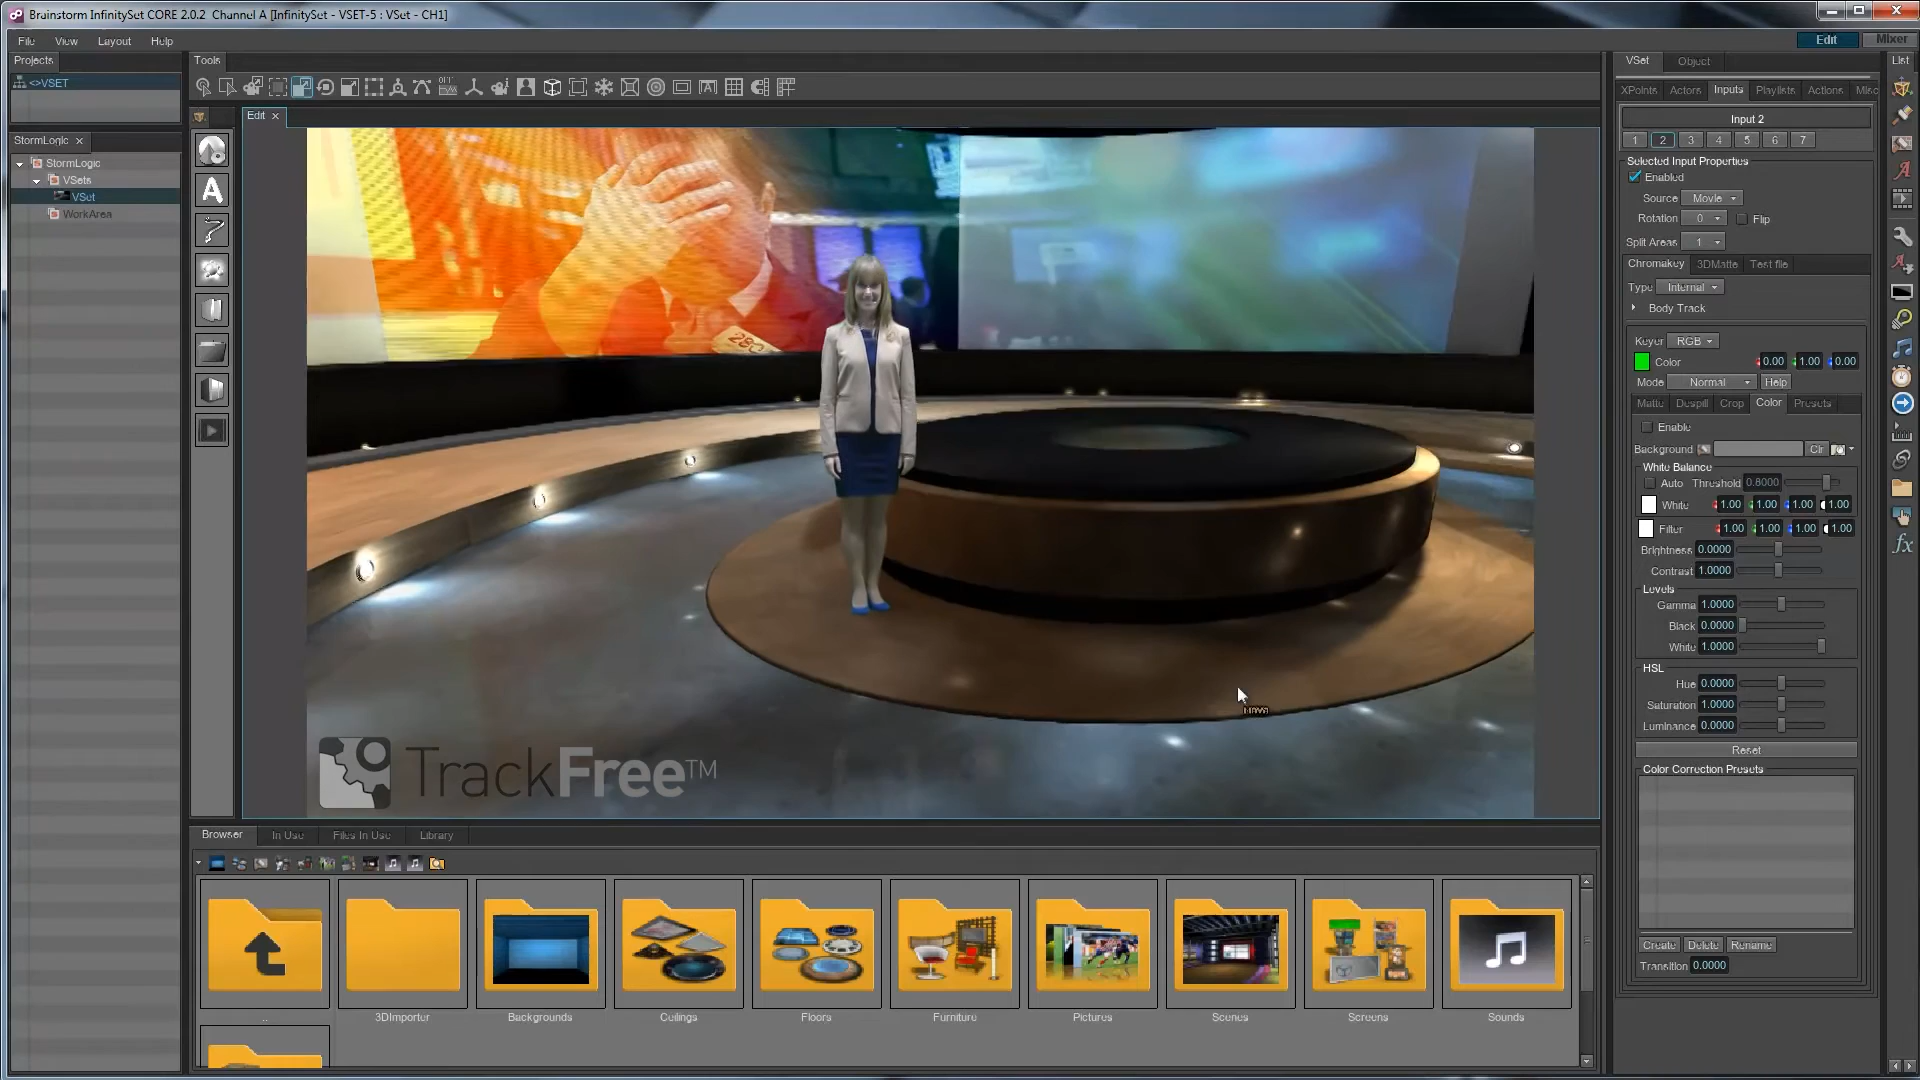 Brainstorm InfinitySet CORE 2.0.2 Channel A [InfinitySet - VSET-5 : VSet - CH1]
File View Layout Help
Edit Mixer
Projects
<>VSET
StormLogic
StormLogic
VSets
VSet
WorkArea
Tools
Edit
280
TrackFree™
Move
Browser In Use Files In Use Library
..
3DImporter
Backgrounds
Ceilings
Floors
Furniture
Pictures
Scenes
Screens
Sounds
VSet Object
List
XPoints Actors Inputs Playlists Actions Misc
Input 2
1 2 3 4 5 6 7
Selected Input Properties
Enabled
Source Movie
Rotation 0 Flip
Split Areas 1
Chromakey 3DMatte Test file
Type Internal
Body Track
Keyer RGB
Color 0.00 1.00 0.00
Mode Normal Help
Matte Despill Crop Color Presets
Enable
Background Clr
White Balance
Auto Threshold 0.8000
White 1.00 1.00 1.00 1.00
Filter 1.00 1.00 1.00 1.00
Brightness 0.0000
Contrast 1.0000
Levels
Gamma 1.0000
Black 0.0000
White 1.0000
HSL
Hue 0.0000
Saturation 1.0000
Luminance 0.0000
Reset
Color Correction Presets
Create Delete Rename
Transition 0.0000